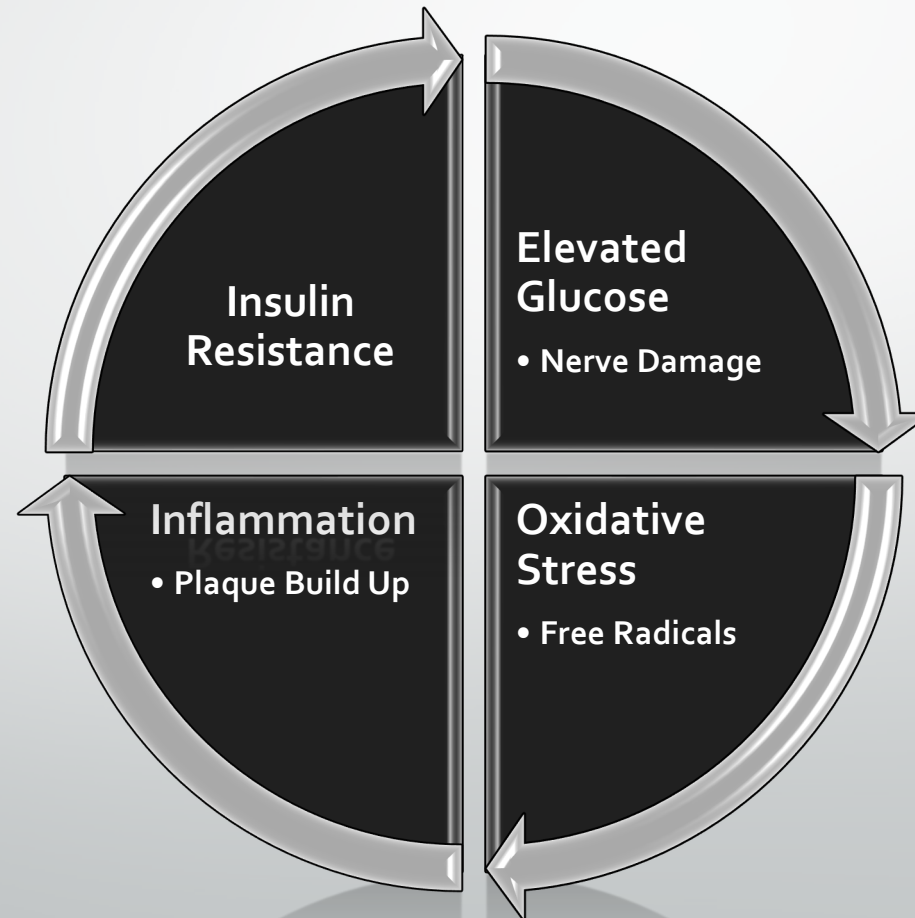 Insulin
Resistance
Elevated
Glucose
• Nerve Damage
Inflammation
• Plaque Build Up
Oxidative
Stress
• Free Radicals